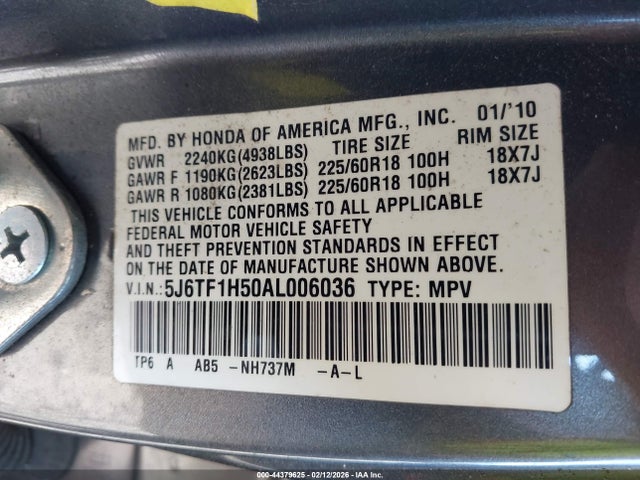 MFD. BY HONDA OF AMERICA MFG., INC. 01/'10
GVWR 2240KG(4938LBS) TIRE SIZE RIM SIZE
GAWR F 1190KG(2623LBS) 225/60R18 100H 18X7J
GAWR R 1080KG(2381LBS) 225/60R18 100H 18X7J
THIS VEHICLE CONFORMS TO ALL APPLICABLE
FEDERAL MOTOR VEHICLE SAFETY
AND THEFT PREVENTION STANDARDS IN EFFECT
ON THE DATE OF MANUFACTURE SHOWN ABOVE.
V.I.N.: 5J6TF1H50AL006036 TYPE: MPV
TP6 A AB5 -NH737M -A-L
000-44379625 - 02/12/2026 - IAA Inc.